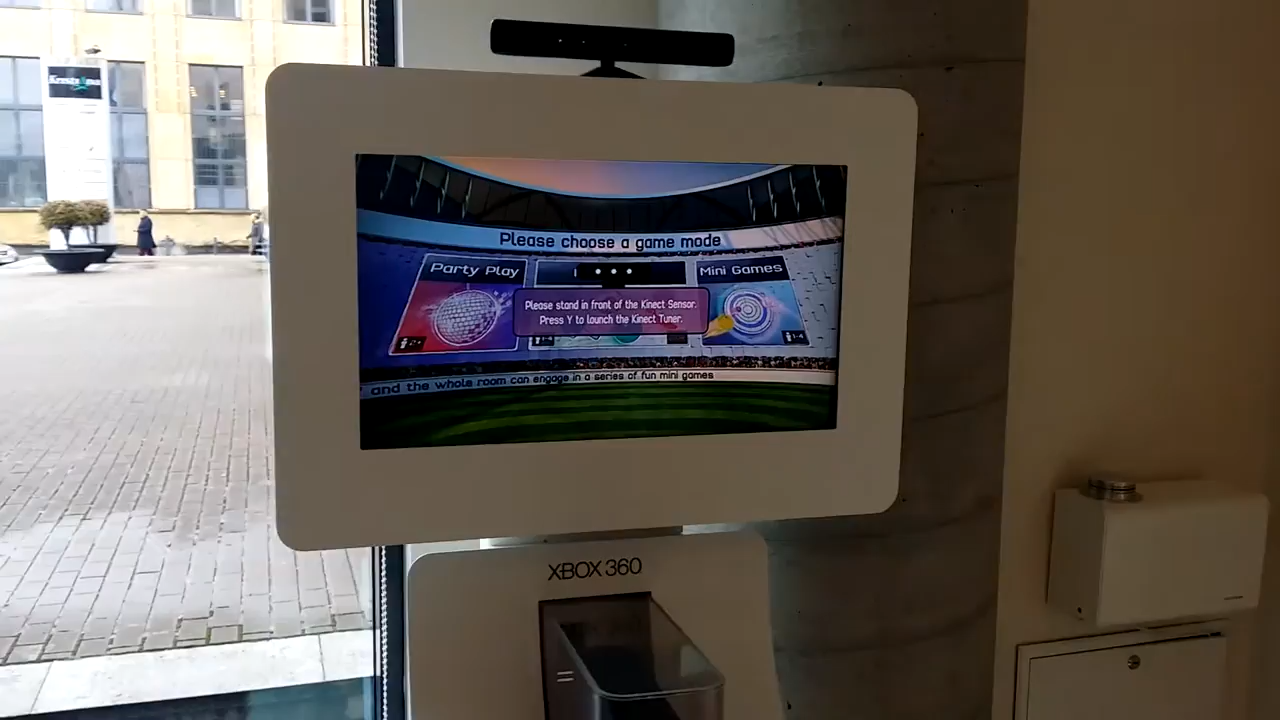 Please choose a game mode
Party Play
Mini Games
Please stand in front of the Kinect Sensor.
Press Y to launch the Kinect Tuner.
and the whole room can engage in a series of fun mini games
XBOX 360